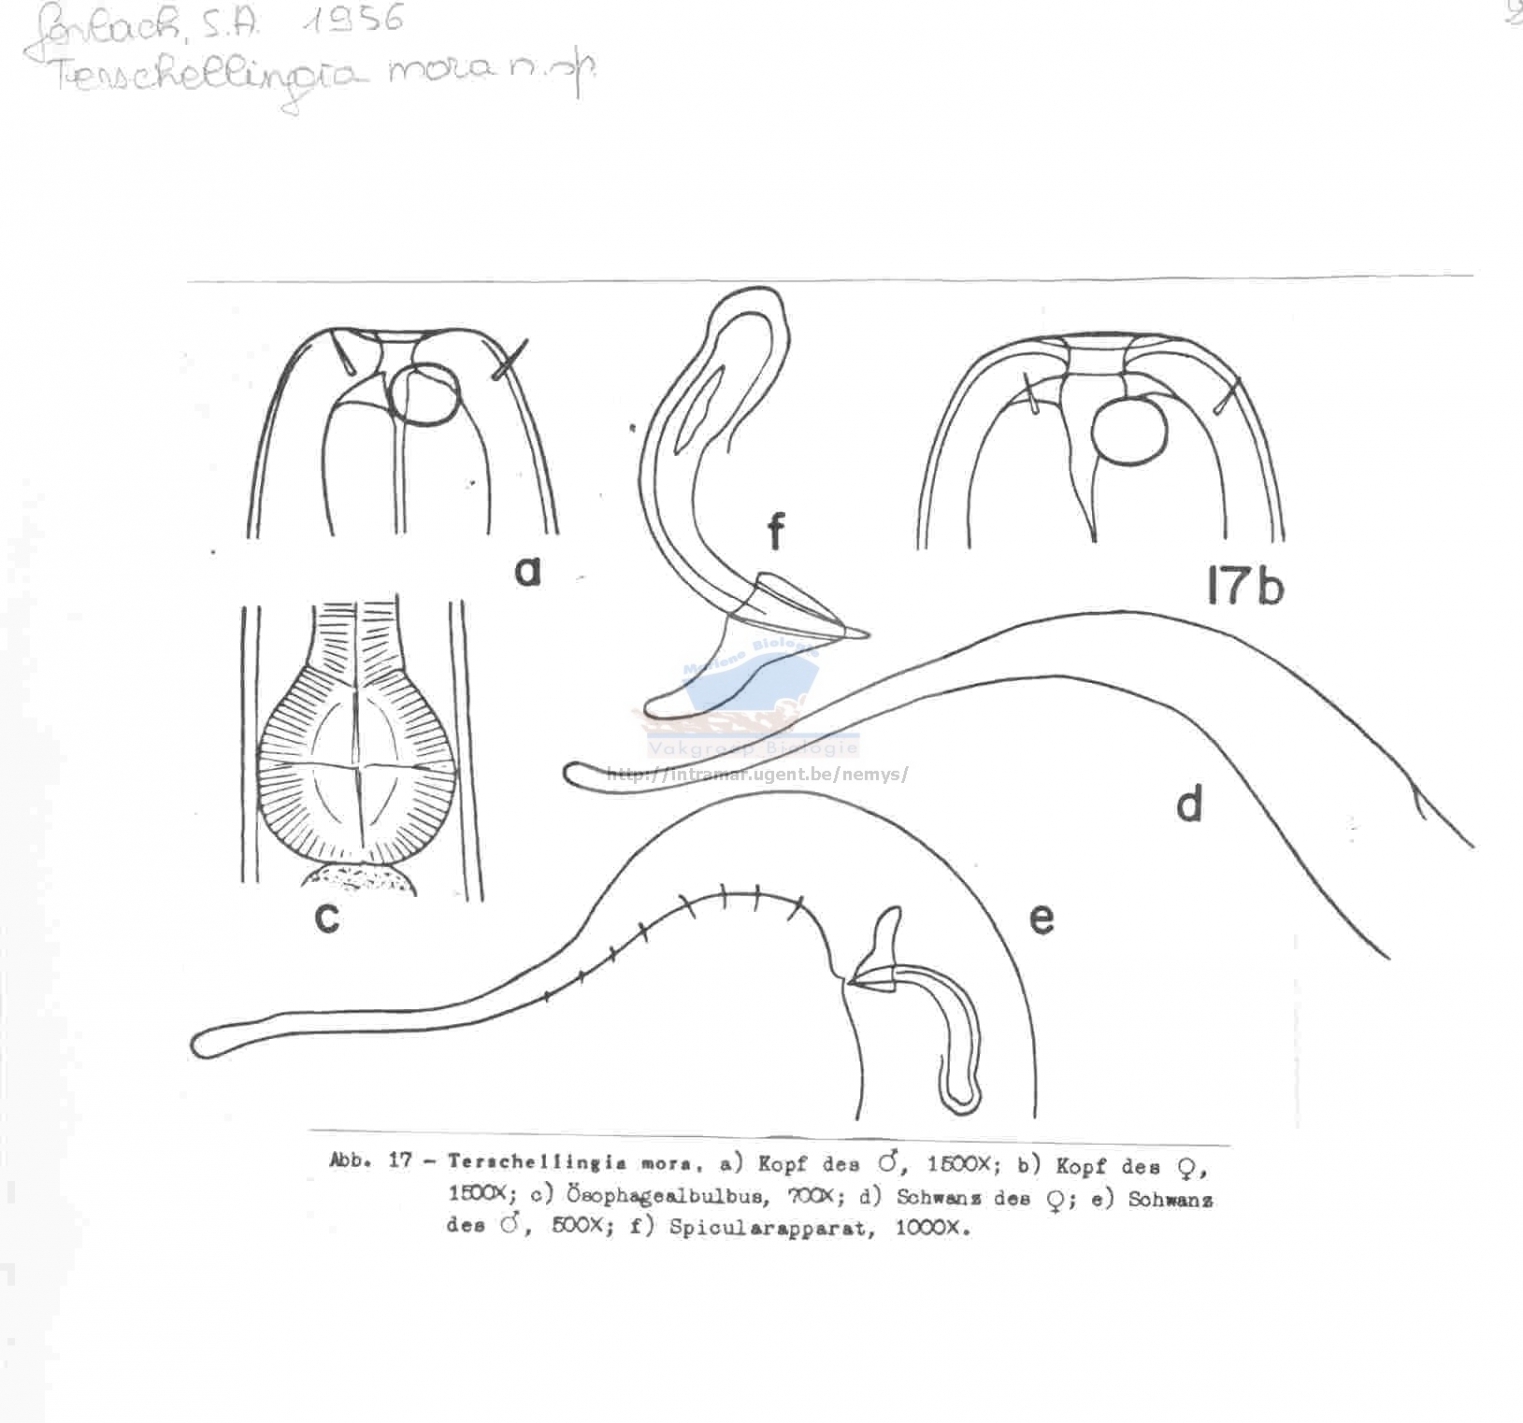 Gerlach, S.A. 1956
Terschellingia mora n.sp.
f
a
17b
Mariene Biologie
Vakgroep Biologie
http://intramar.ugent.be/nemys/
d
c
e
Abb. 17 – Terschellingia mora, a) Kopf des ♂, 1500X; b) Kopf des ♀,
1500X; c) Ösophagealbulbus, 700X; d) Schwanz des ♀; e) Schwanz
des ♂, 500X; f) Spicularapparat, 1000X.